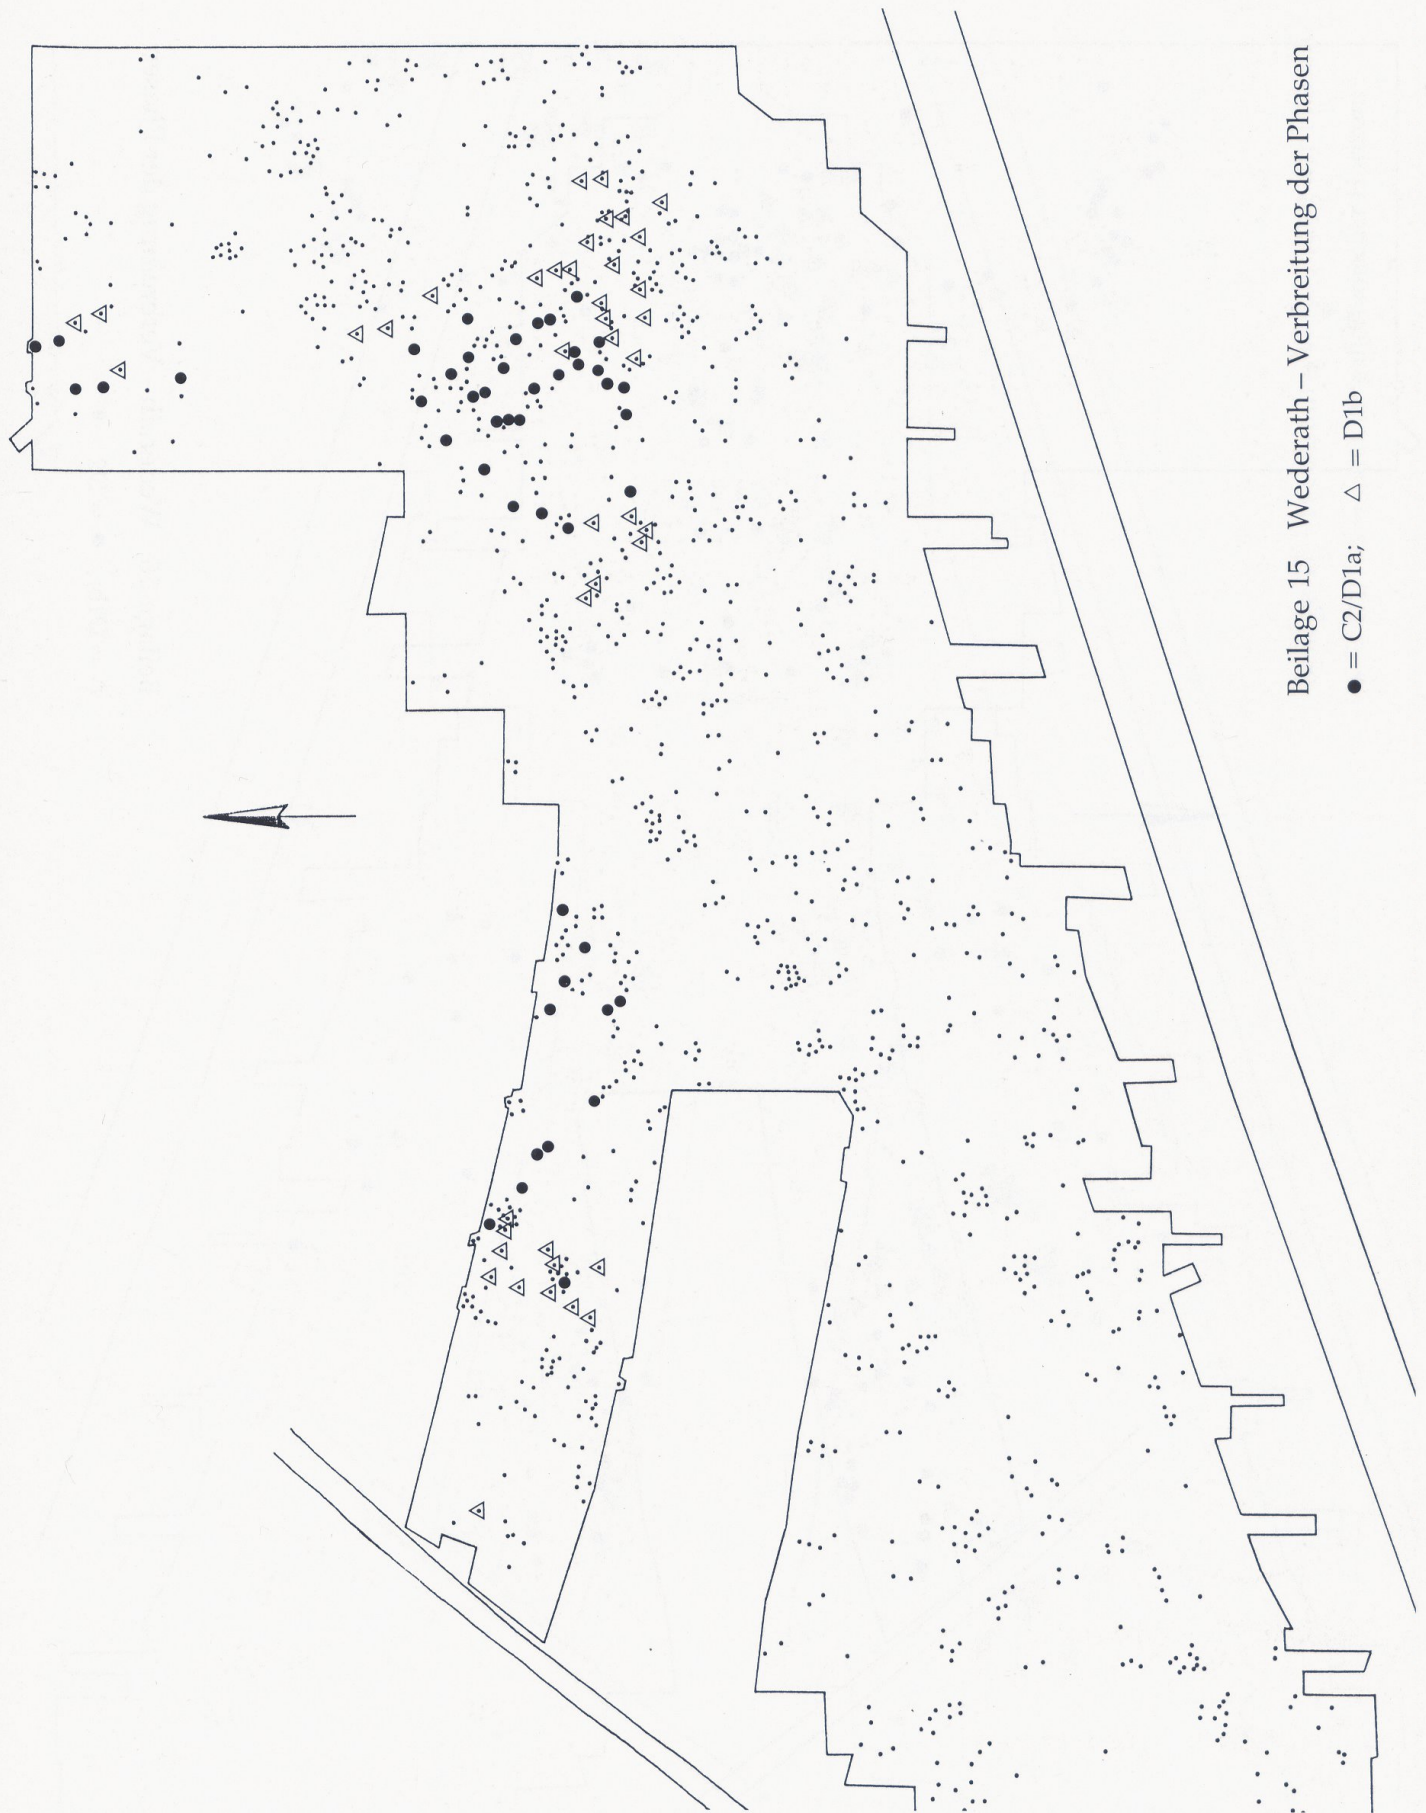 Beilage 15 Wederath – Verbreitung der Phasen
● = C2/D1a; △ = D1b